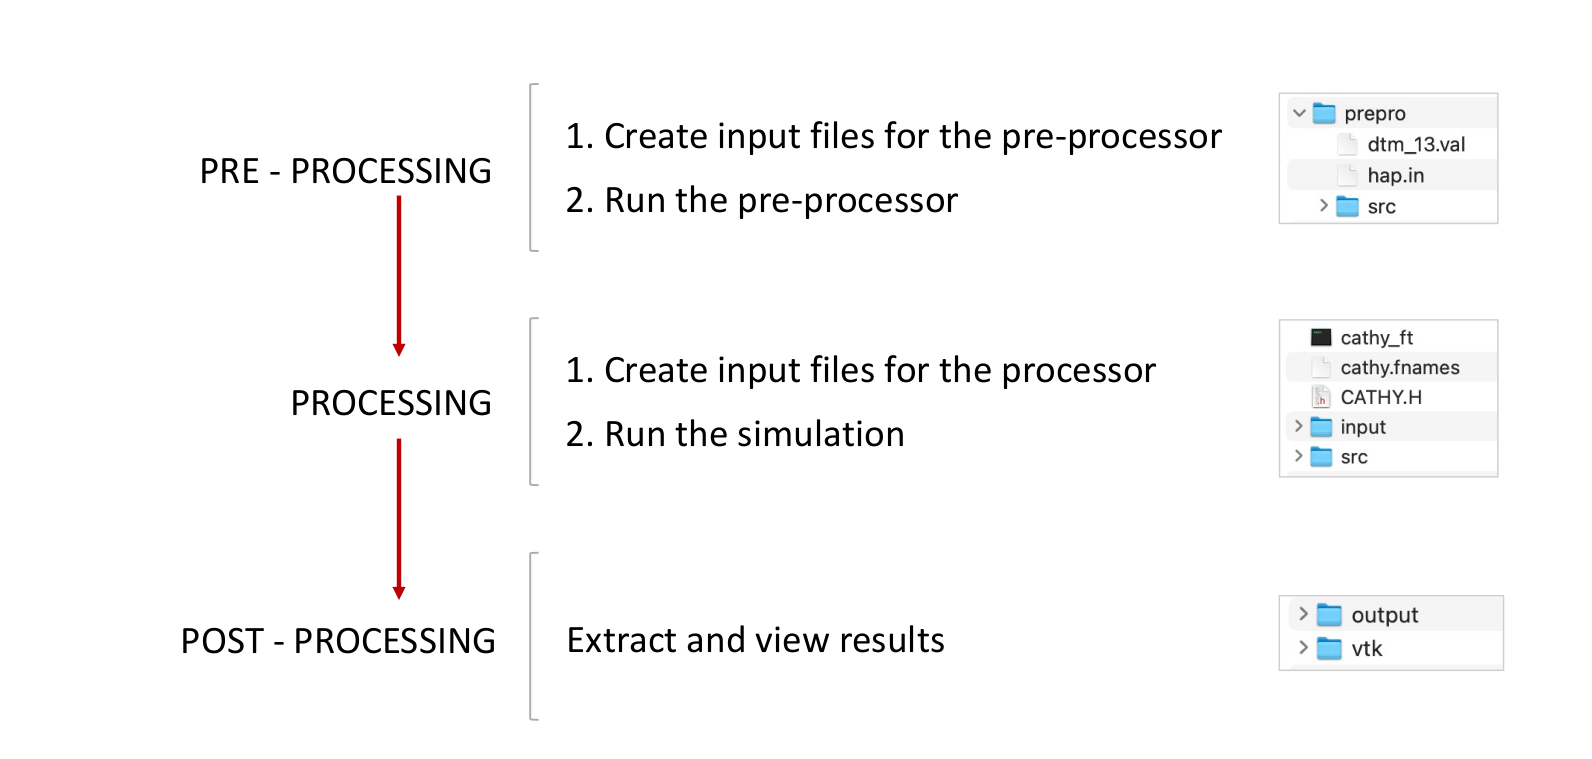 PRE - PROCESSING
1. Create input files for the pre-processor
2. Run the pre-processor
prepro
dtm_13.val
hap.in
src
PROCESSING
1. Create input files for the processor
2. Run the simulation
cathy_ft
cathy.fnames
CATHY.H
input
src
POST - PROCESSING
Extract and view results
output
vtk